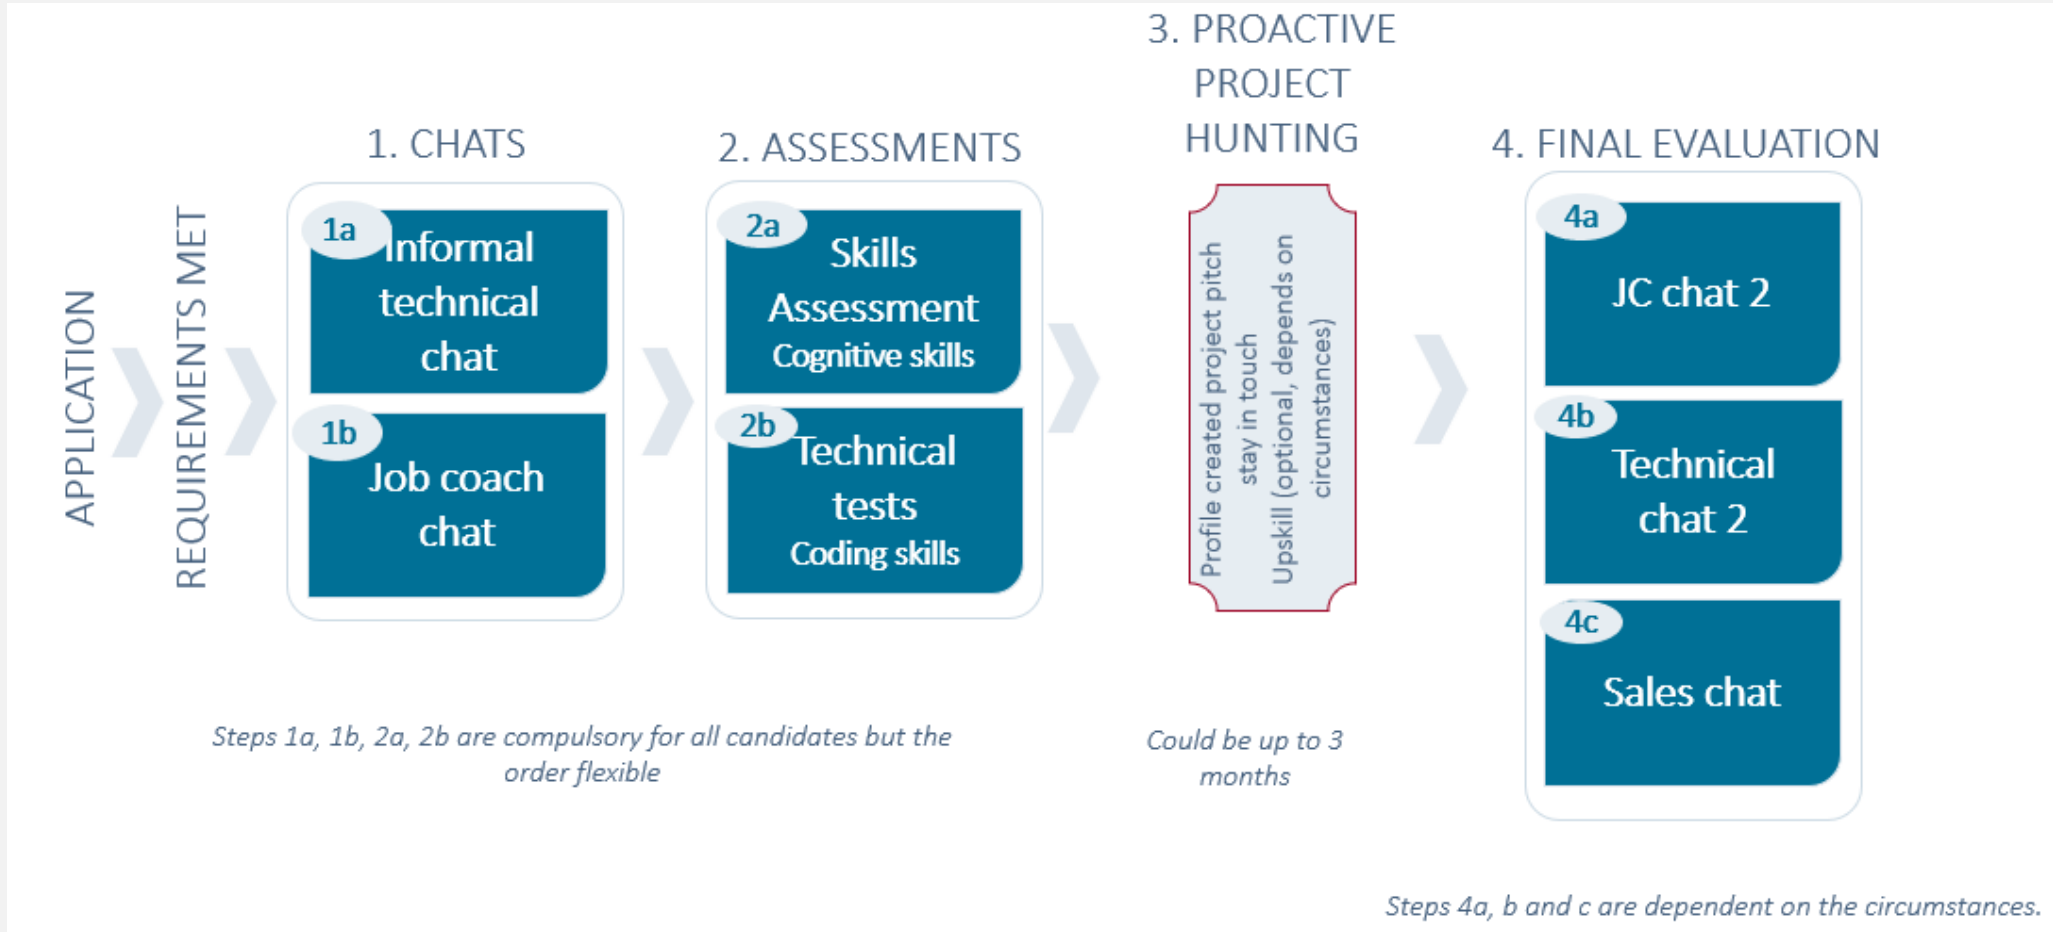 APPLICATION
REQUIREMENTS MET
1. CHATS
1a
Informal
technical
chat
1b
Job coach
chat
2. ASSESSMENTS
2a
Skills
Assessment
Cognitive skills
2b
Technical
tests
Coding skills
Steps 1a, 1b, 2a, 2b are compulsory for all candidates but the
order flexible
3. PROACTIVE
PROJECT
HUNTING
Profile created project pitch
stay in touch
Upskill (optional, depends on
circumstances)
Could be up to 3
months
4. FINAL EVALUATION
4a
JC chat 2
4b
Technical
chat 2
4c
Sales chat
Steps 4a, b and c are dependent on the circumstances.